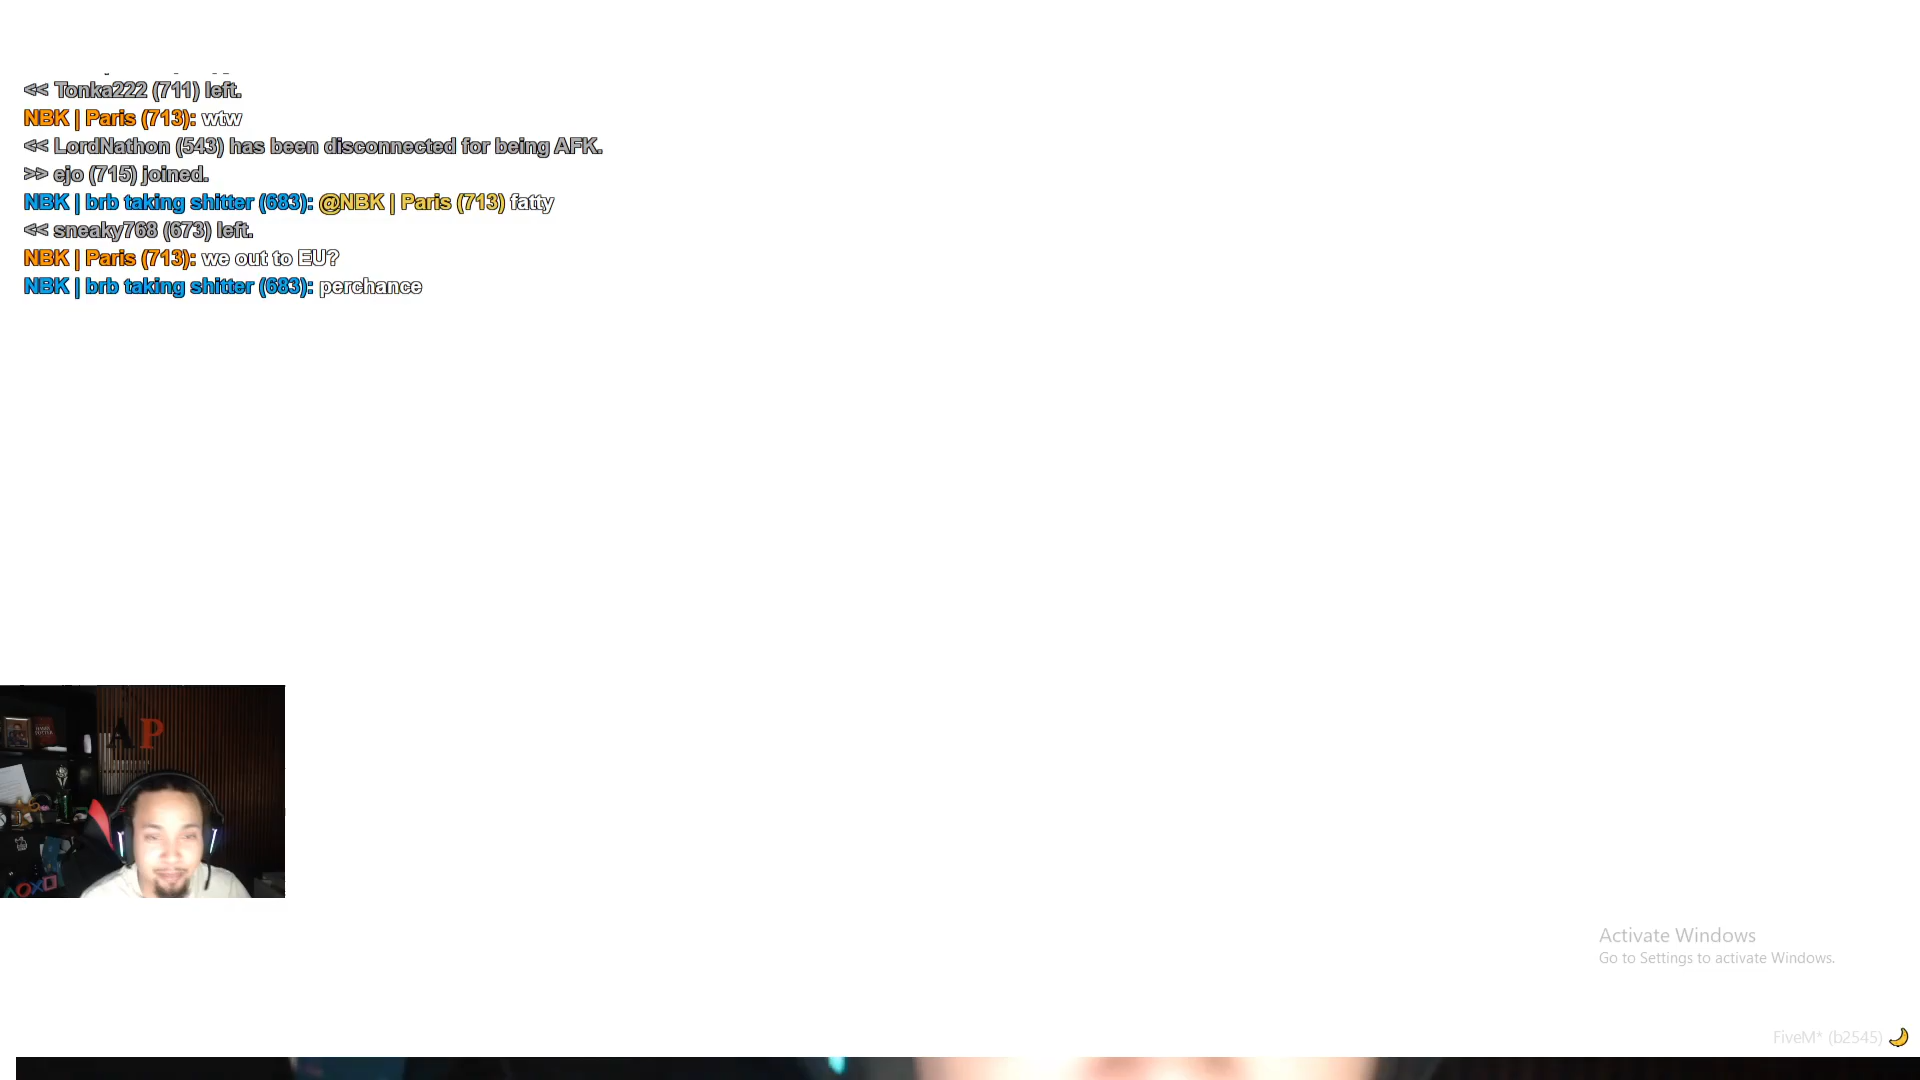 << Tonka222 (711) left.
NBK | Paris (713): wtw
<< LordNathon (543) has been disconnected for being AFK.
>> ejo (715) joined.
NBK | brb taking shitter (683): @NBK | Paris (713) fatty
<< sneaky768 (673) left.
NBK | Paris (713): we out to EU?
NBK | brb taking shitter (683): perchance
AP
Activate Windows
Go to Settings to activate Windows.
FiveM* (b2545)